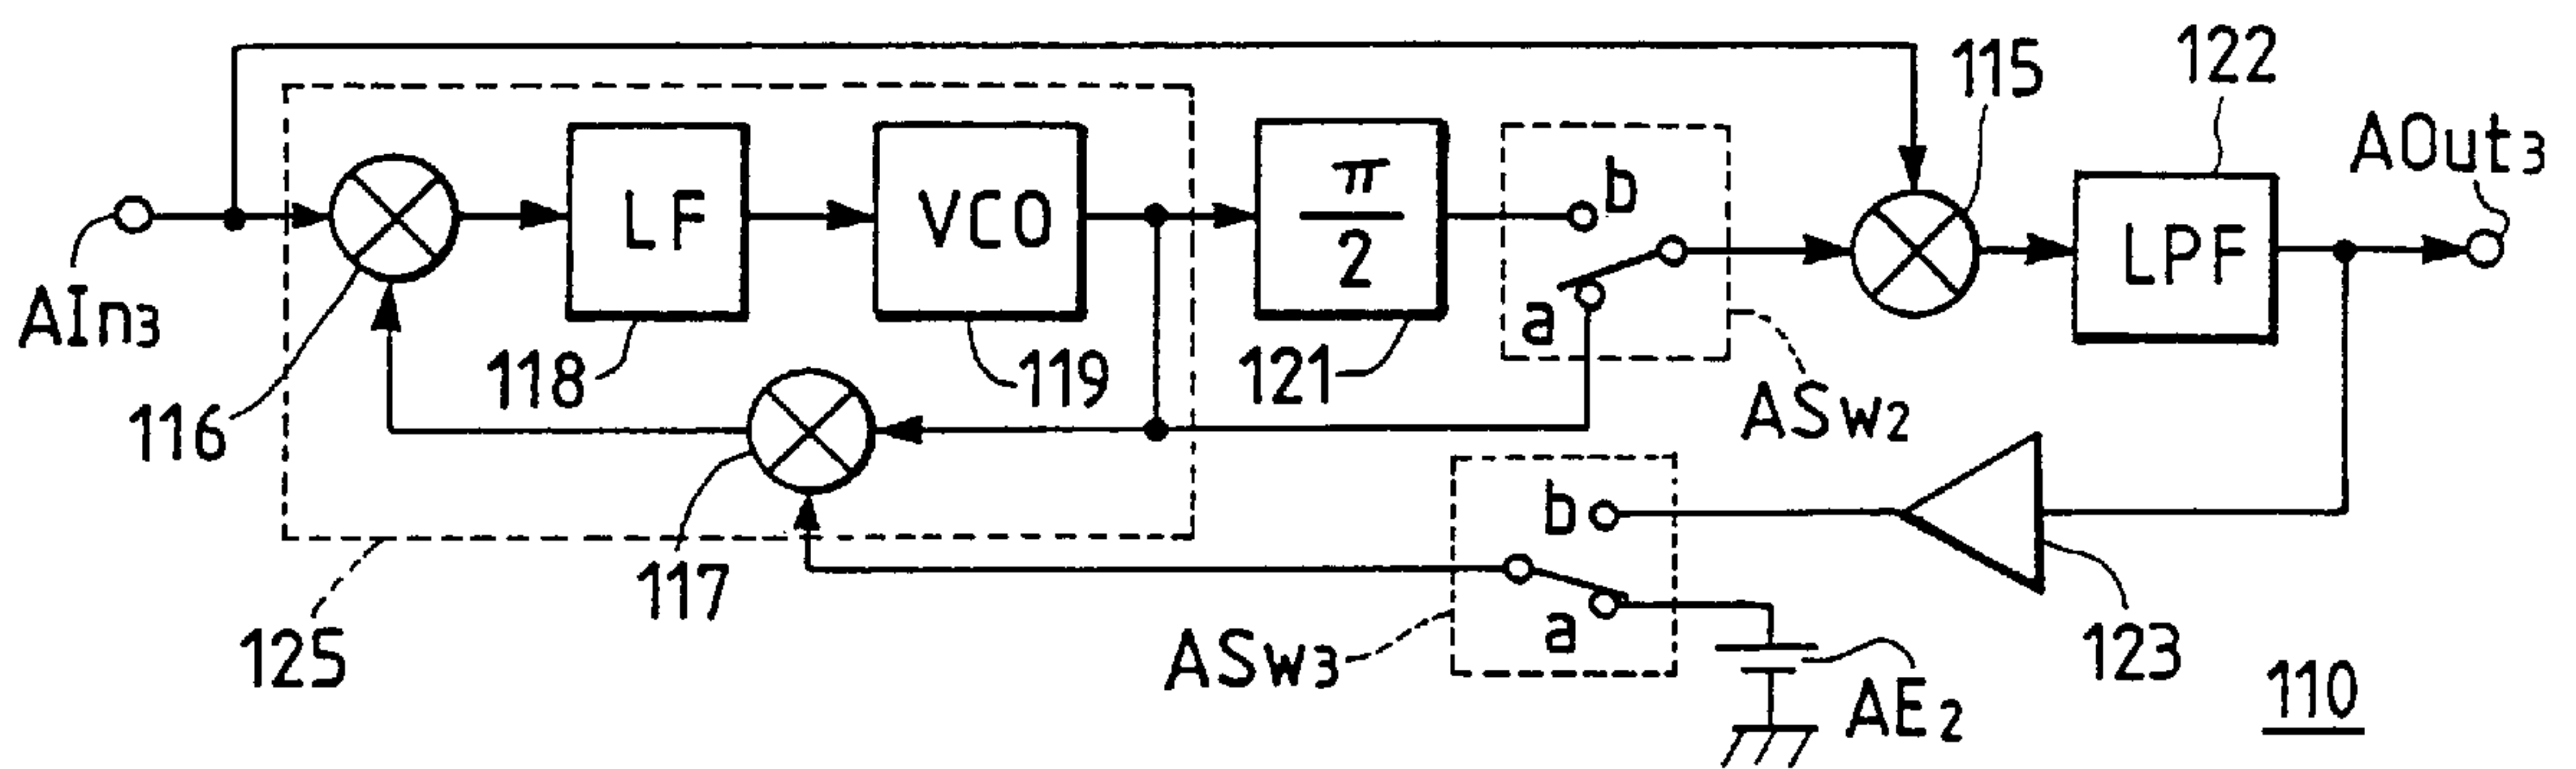 115
122
AOut3
LF
VCO
π/2
b
LPF
a
AIn3
118
119
121
ASw2
116
b
117
a
123
125
ASw3
AE2
110